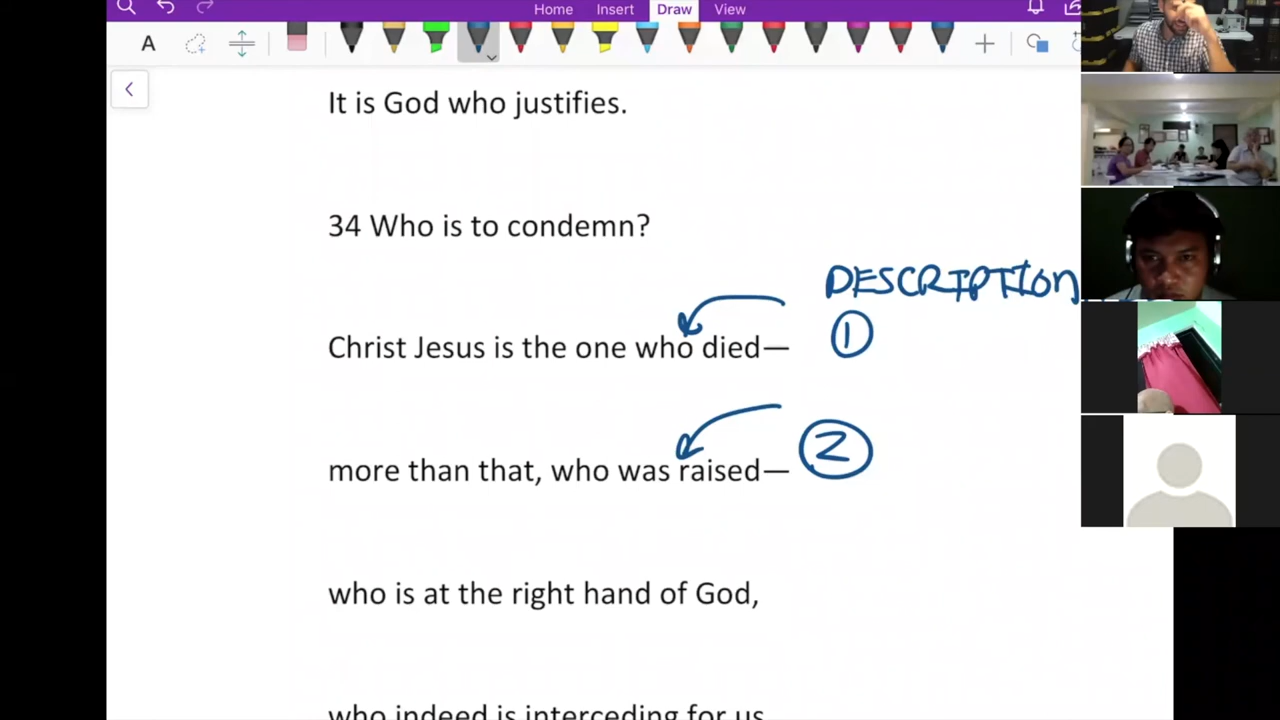 Home Insert Draw View
A
It is God who justifies.
34 Who is to condemn?
DESCRIPTION
Christ Jesus is the one who died— 1
more than that, who was raised— 2
who is at the right hand of God,
who indeed is interceding for us